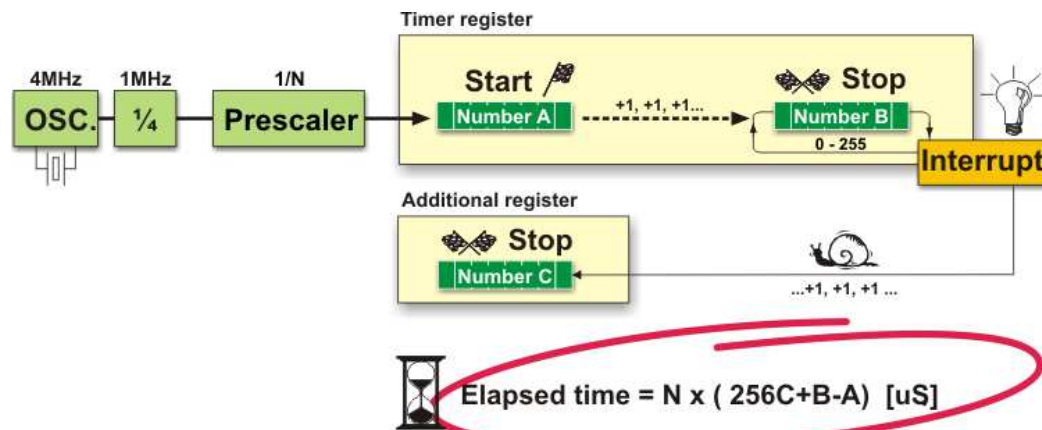 Timer register
4MHz 1MHz 1/N
OSC. ¼ Prescaler
Start Stop
Number A +1, +1, +1... Number B
0 - 255
Interrupt
Additional register
Stop
Number C
...+1, +1, +1 ...
Elapsed time = N x ( 256C+B-A) [uS]